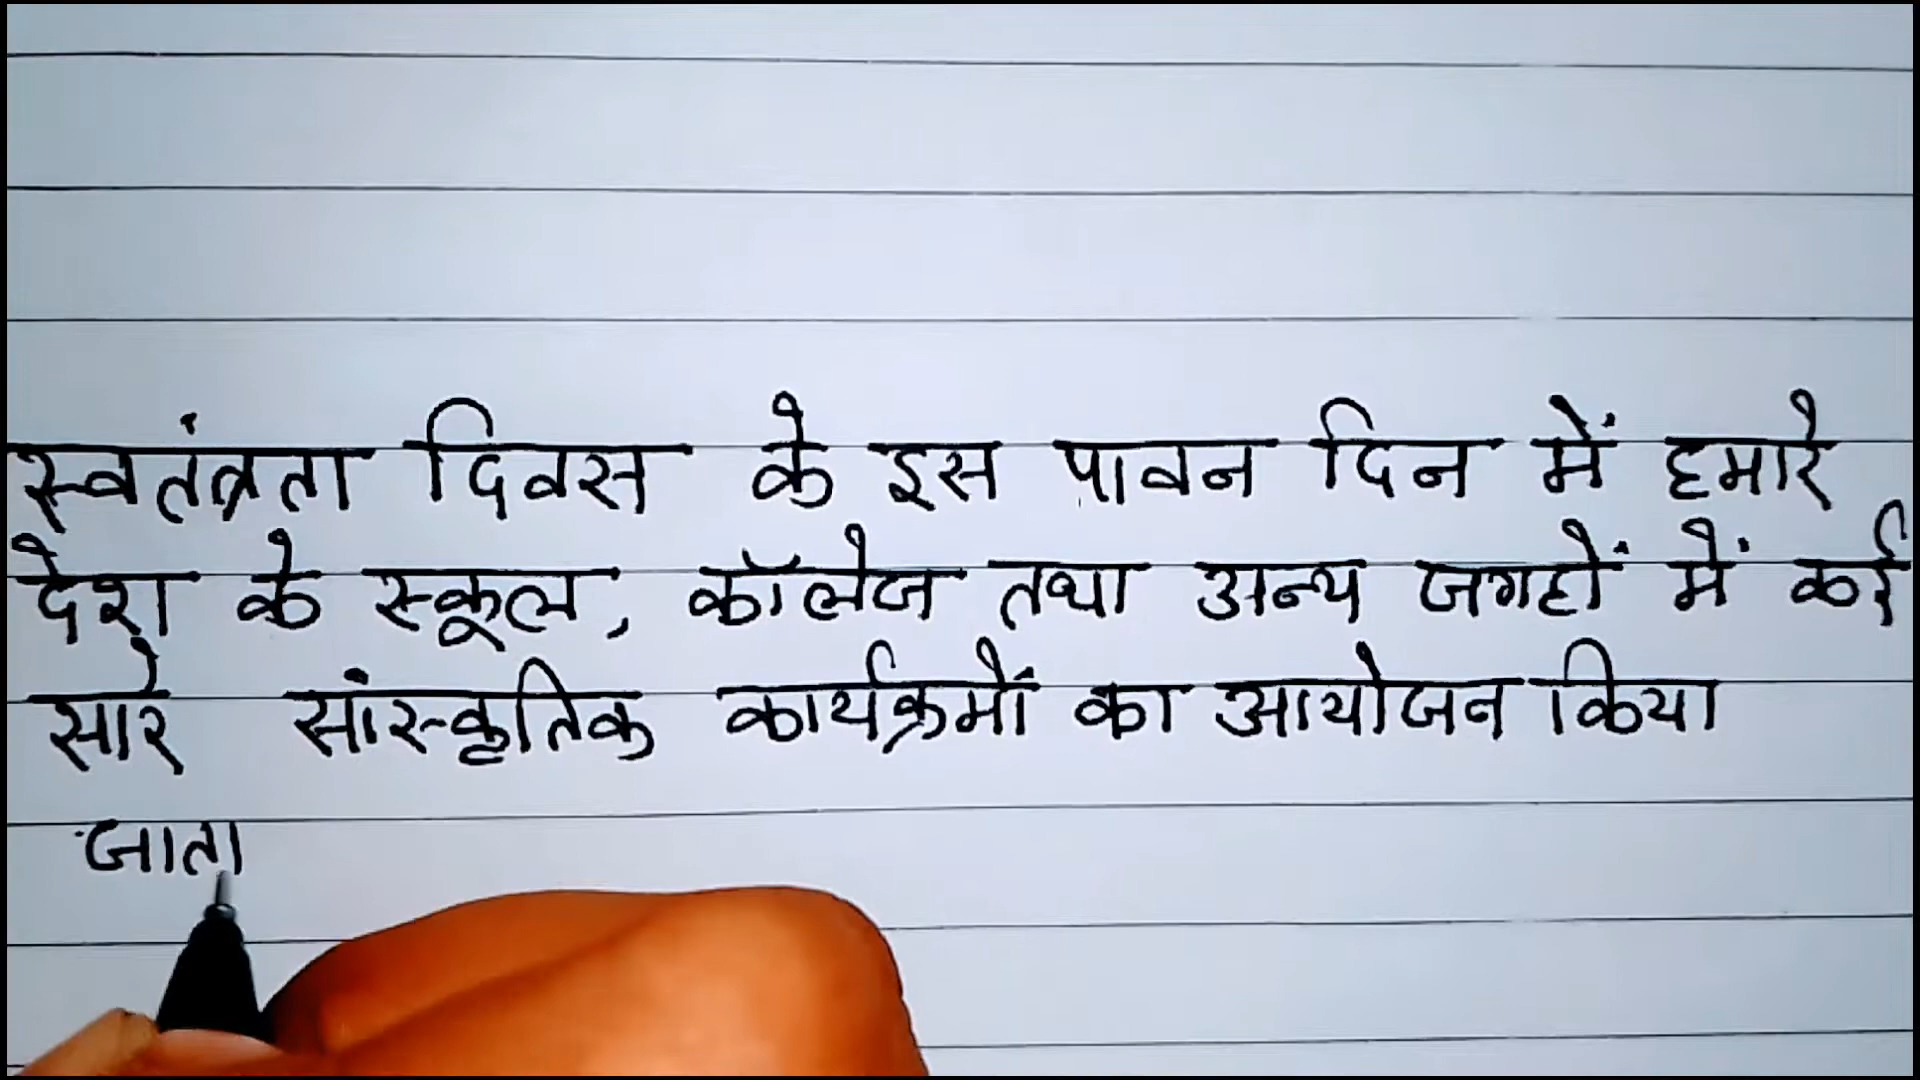 स्वतंत्रता दिवस के इस पावन दिन में हमारे
देश के स्कूल, कॉलेज तथा अन्य जगहों में कई
सारे सांस्कृतिक कार्यक्रमों का आयोजन किया
जाता